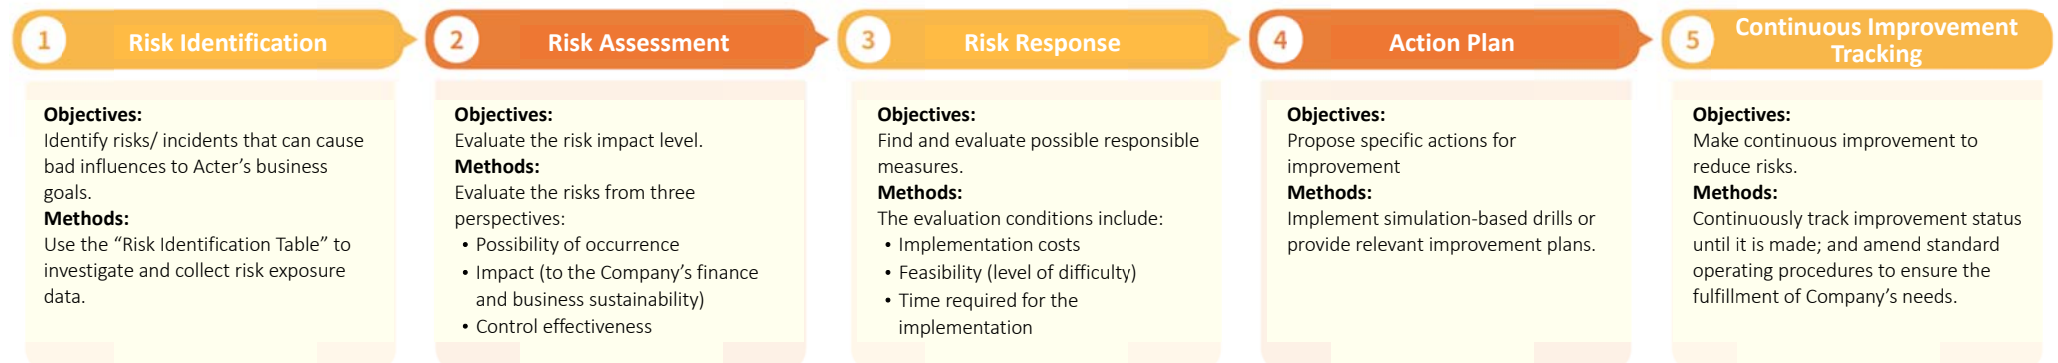 1
Risk Identification
Objectives:
Identify risks/ incidents that can cause
bad influences to Acter's business
goals.
Methods:
Use the “Risk Identification Table” to
investigate and collect risk exposure
data.
2
Risk Assessment
Objectives:
Evaluate the risk impact level.
Methods:
Evaluate the risks from three
perspectives:
• Possibility of occurrence
• Impact (to the Company's finance
and business sustainability)
• Control effectiveness
3
Risk Response
Objectives:
Find and evaluate possible responsible
measures.
Methods:
The evaluation conditions include:
• Implementation costs
• Feasibility (level of difficulty)
• Time required for the
implementation
4
Action Plan
Objectives:
Propose specific actions for
improvement
Methods:
Implement simulation-based drills or
provide relevant improvement plans.
5
Continuous Improvement
Tracking
Objectives:
Make continuous improvement to
reduce risks.
Methods:
Continuously track improvement status
until it is made; and amend standard
operating procedures to ensure the
fulfillment of Company's needs.